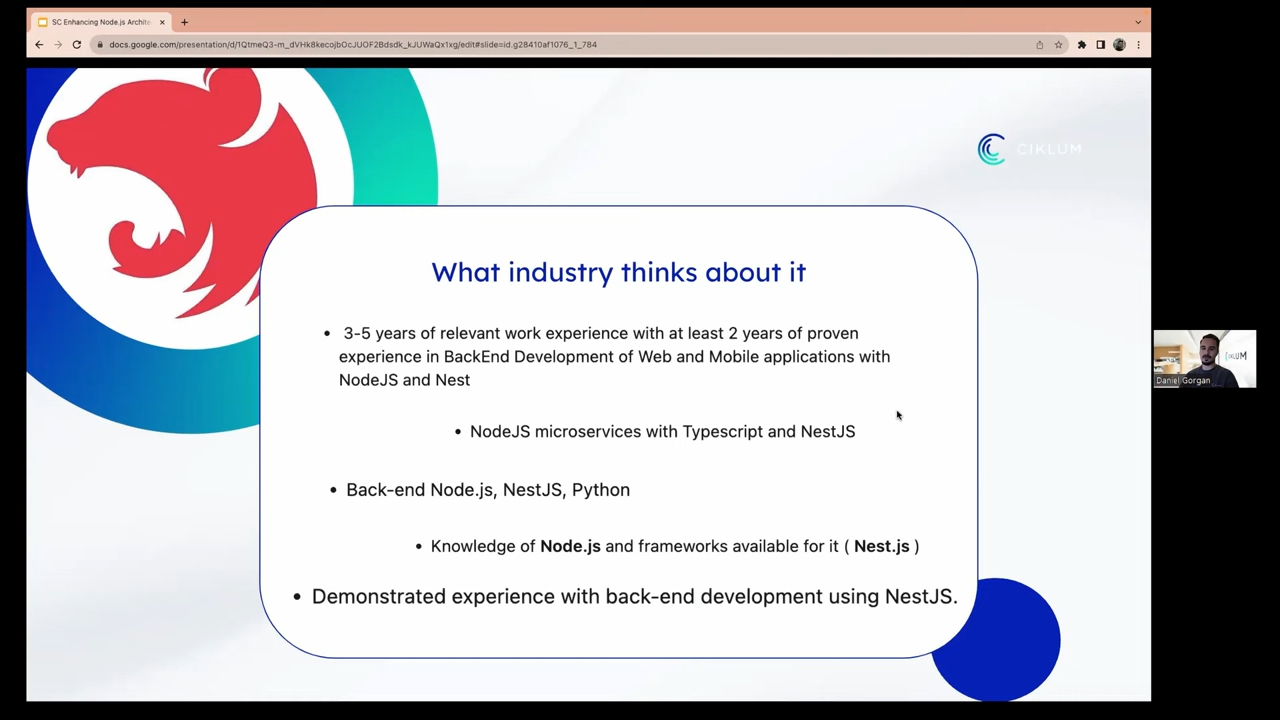 SC Enhancing Node.js Archite
docs.google.com/presentation/d/1QtmeQ3-m_dVHk8kecojbOcJUOF2Bdsdk_kJUWaQx1xg/edit#slide=id.g28410af1076_1_784
CIKLUM
What industry thinks about it
• 3-5 years of relevant work experience with at least 2 years of proven
experience in BackEnd Development of Web and Mobile applications with
NodeJS and Nest
• NodeJS microservices with Typescript and NestJS
• Back-end Node.js, NestJS, Python
• Knowledge of Node.js and frameworks available for it ( Nest.js )
• Demonstrated experience with back-end development using NestJS.
CIKLUM
Daniel Gorgan